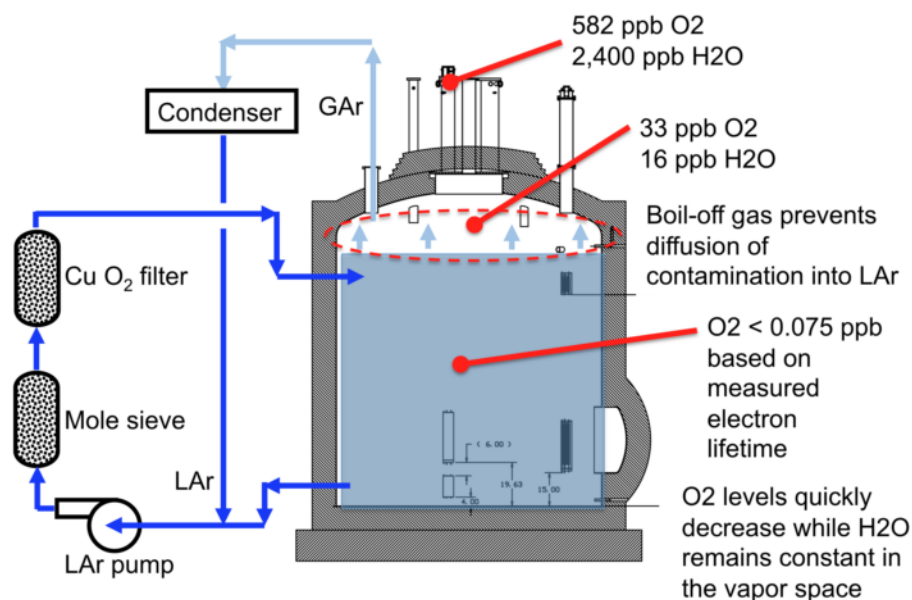 582 ppb O2
2,400 ppb H2O
GAr
Condenser
33 ppb O2
16 ppb H2O
Boil-off gas prevents
diffusion of
contamination into LAr
Cu O₂ filter
O2 < 0.075 ppb
based on
measured
electron
lifetime
Mole sieve
( 6.00 )
LAr
19.63
15.00
4.00
O2 levels quickly
decrease while H2O
remains constant in
the vapor space
LAr pump